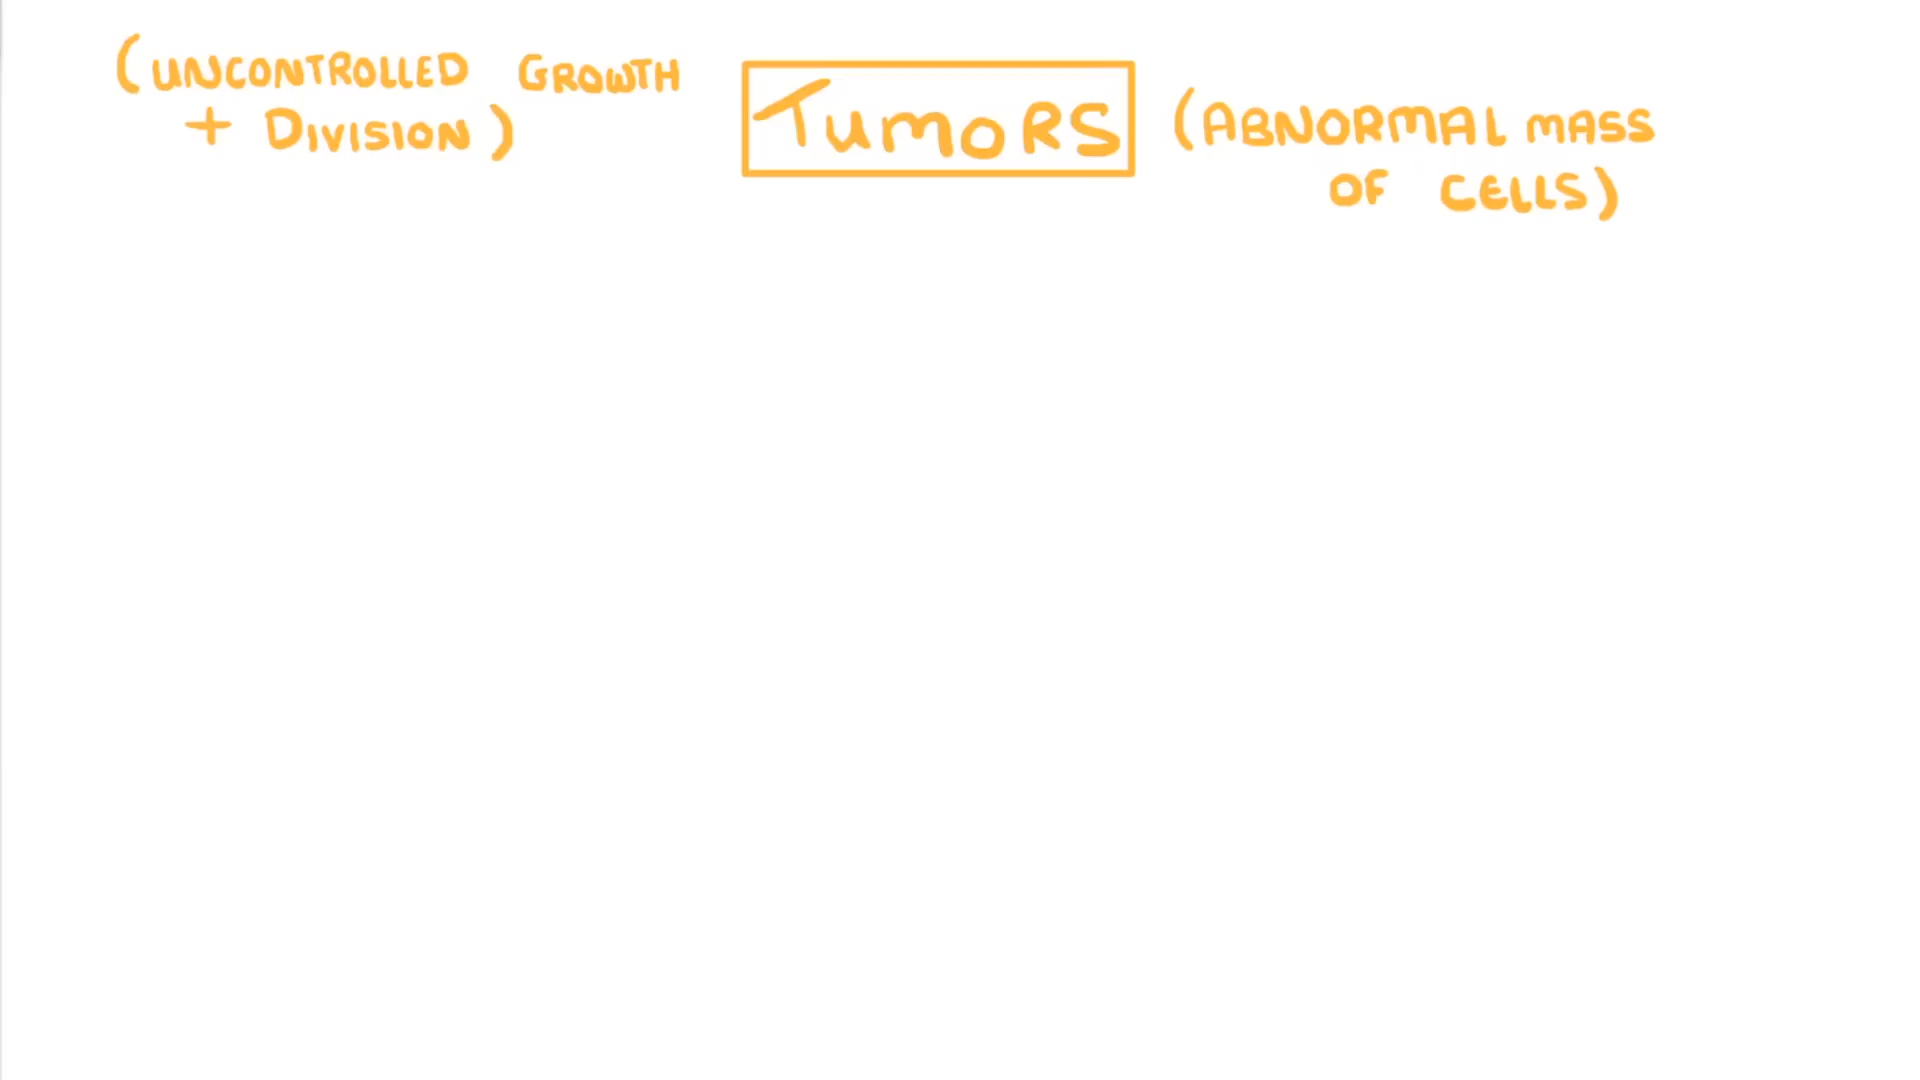 (UNCONTROLLED GROWTH
+ DIVISION)
TUMORS
(ABNORMAL MASS
OF CELLS)